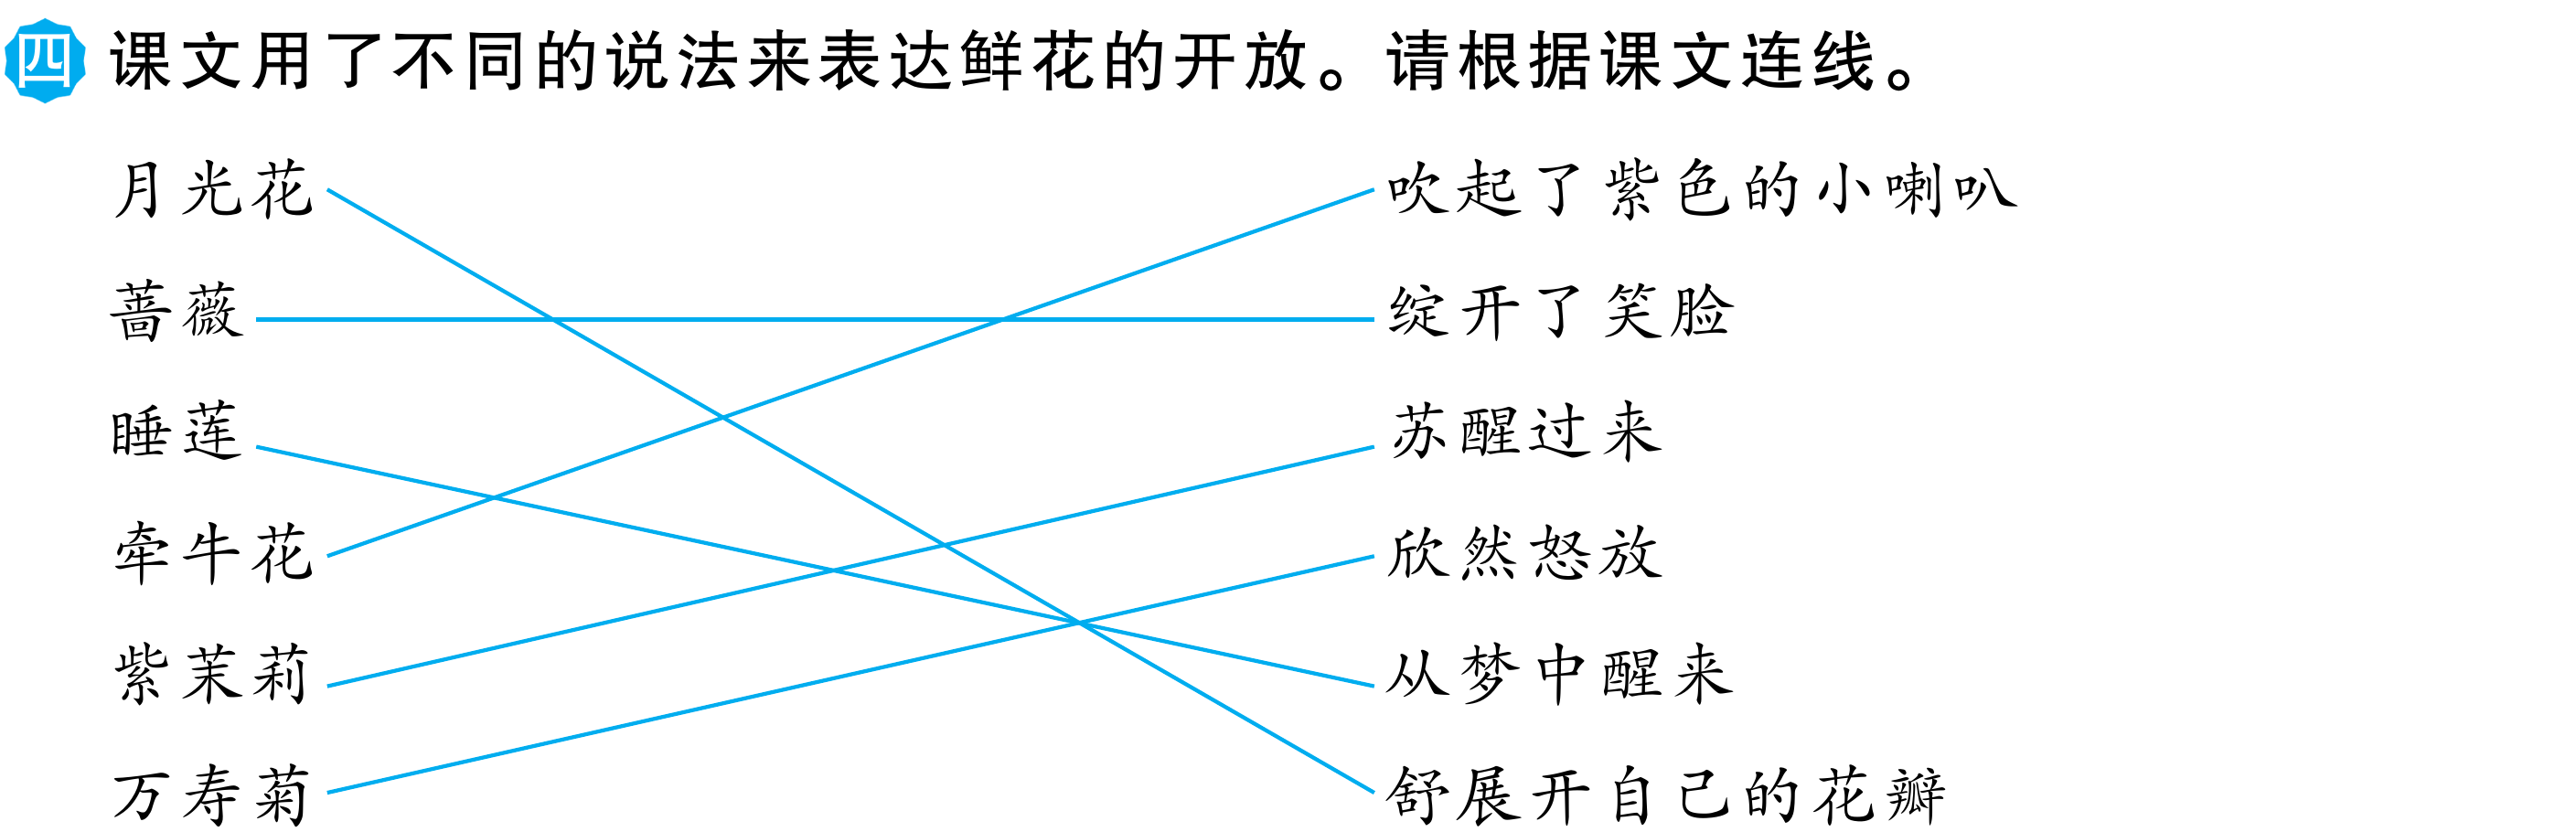 四 课文用了不同的说法来表达鲜花的开放。请根据课文连线。
月光花 吹起了紫色的小喇叭
蔷薇 绽开了笑脸
睡莲 苏醒过来
牵牛花 欣然怒放
紫茉莉 从梦中醒来
万寿菊 舒展开自己的花瓣